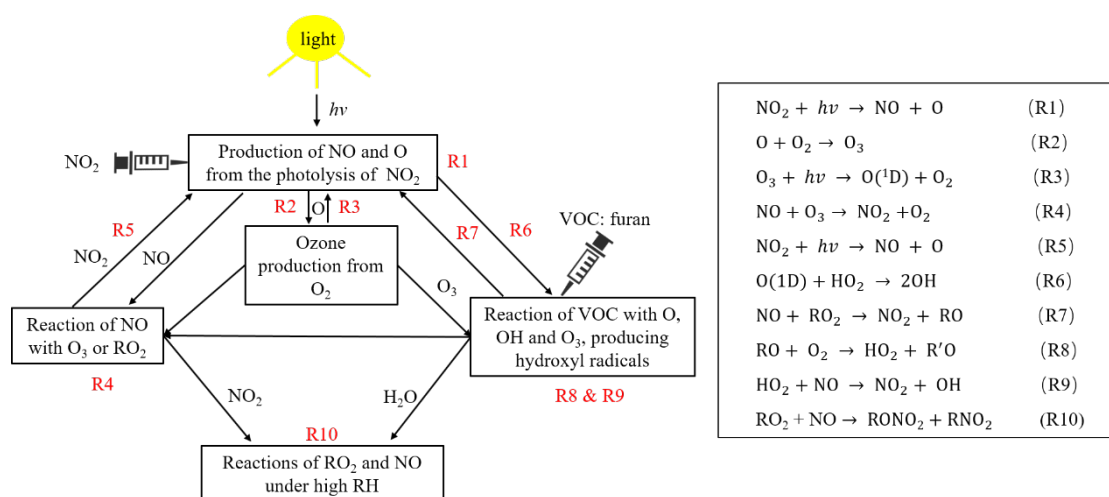 light
hν
NO₂
Production of NO and O
from the photolysis of NO₂
R1
R2
O
R3
R5
NO₂
NO
R7
R6
VOC: furan
Ozone
production from
O₂
O₃
Reaction of NO
with O₃ or RO₂
R4
Reaction of VOC with O,
OH and O₃, producing
hydroxyl radicals
R8 & R9
NO₂
H₂O
R10
Reactions of RO₂ and NO
under high RH
NO₂ + hν → NO + O (R1)
O + O₂ → O₃ (R2)
O₃ + hν → O(¹D) + O₂ (R3)
NO + O₃ → NO₂ +O₂ (R4)
NO₂ + hν → NO + O (R5)
O(1D) + HO₂ → 2OH (R6)
NO + RO₂ → NO₂ + RO (R7)
RO + O₂ → HO₂ + R′O (R8)
HO₂ + NO → NO₂ + OH (R9)
RO₂ + NO → RONO₂ + RNO₂ (R10)